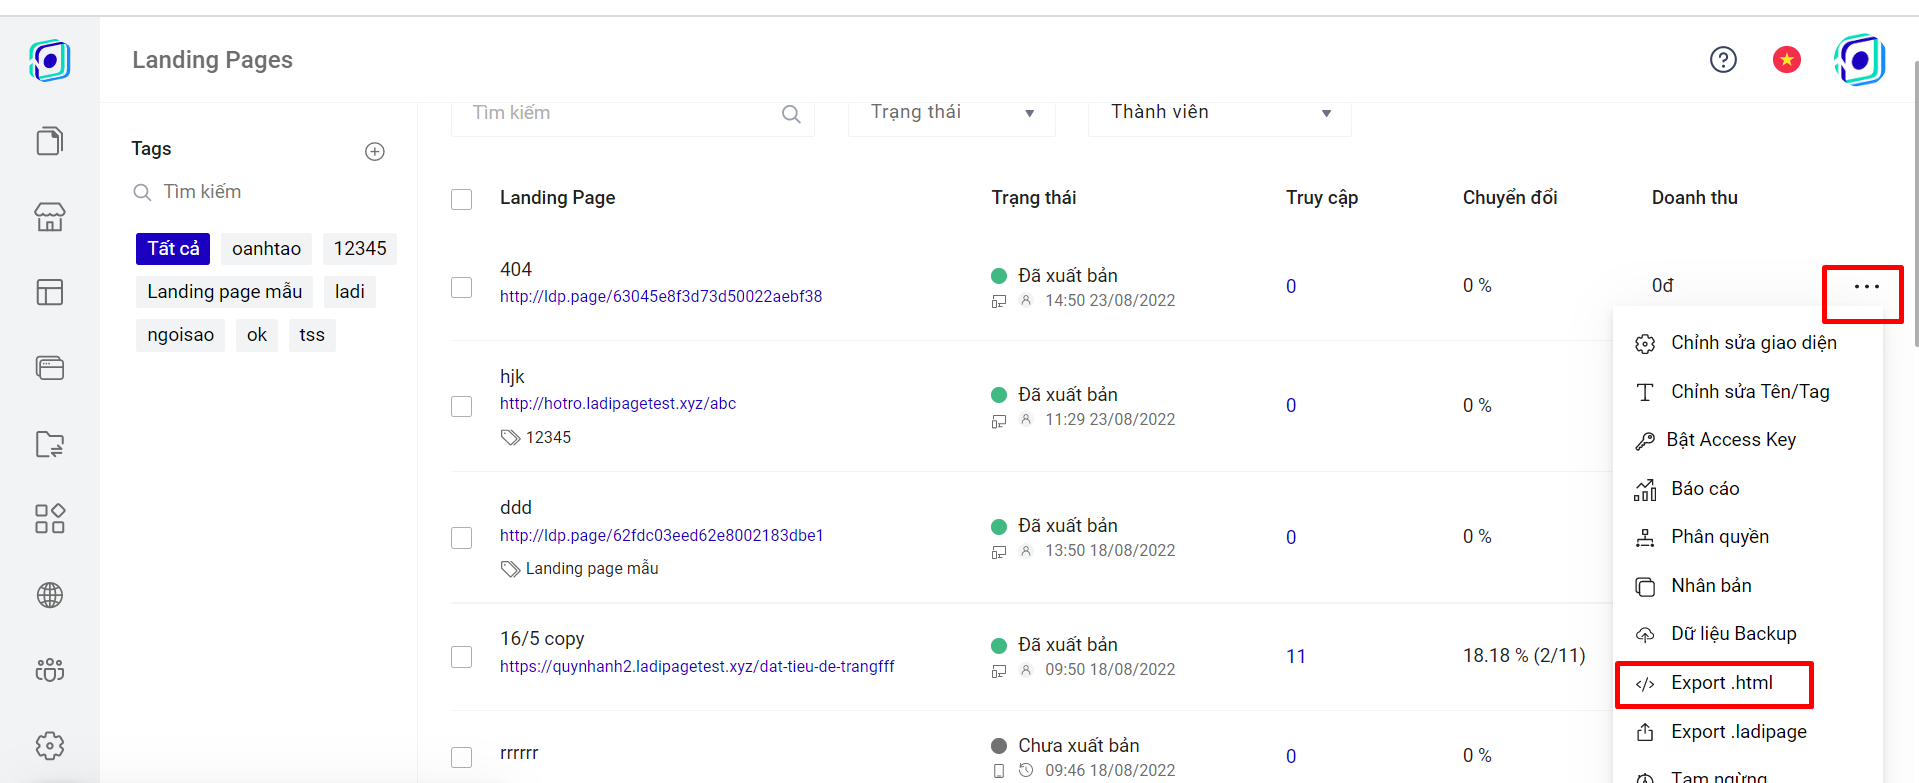 Landing Pages
Tags
Tìm kiếm
Tất cả oanhtao 12345
Landing page mẫu ladi
ngoisao ok tss
Tìm kiếm Trạng thái Thành viên
Landing Page Trạng thái Truy cập Chuyển đổi Doanh thu
404 Đã xuất bản 0 0 % 0đ
http://ldp.page/63045e8f3d73d50022aebf38 14:50 23/08/2022
hjk Đã xuất bản 0 0 %
http://hotro.ladipagetest.xyz/abc 11:29 23/08/2022
12345
ddd Đã xuất bản 0 0 %
http://ldp.page/62fdc03eed62e8002183dbe1 13:50 18/08/2022
Landing page mẫu
16/5 copy Đã xuất bản 11 18.18 % (2/11)
https://quynhanh2.ladipagetest.xyz/dat-tieu-de-trangfff 09:50 18/08/2022
rrrrrr Chưa xuất bản 0 0 %
09:46 18/08/2022
Chỉnh sửa giao diện
Chỉnh sửa Tên/Tag
Bật Access Key
Báo cáo
Phân quyền
Nhân bản
Dữ liệu Backup
Export .html
Export .ladipage
Tạm ngừng